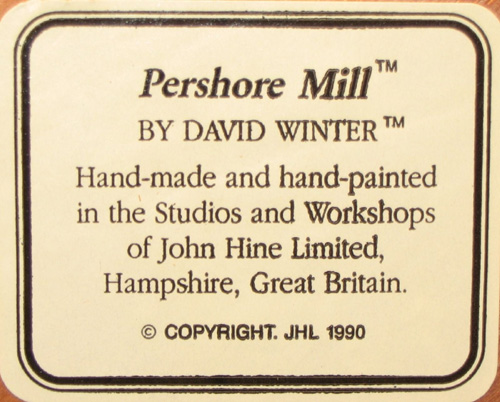 Pershore Mill™
BY DAVID WINTER™
Hand-made and hand-painted
in the Studios and Workshops
of John Hine Limited,
Hampshire, Great Britain.
© COPYRIGHT. JHL 1990